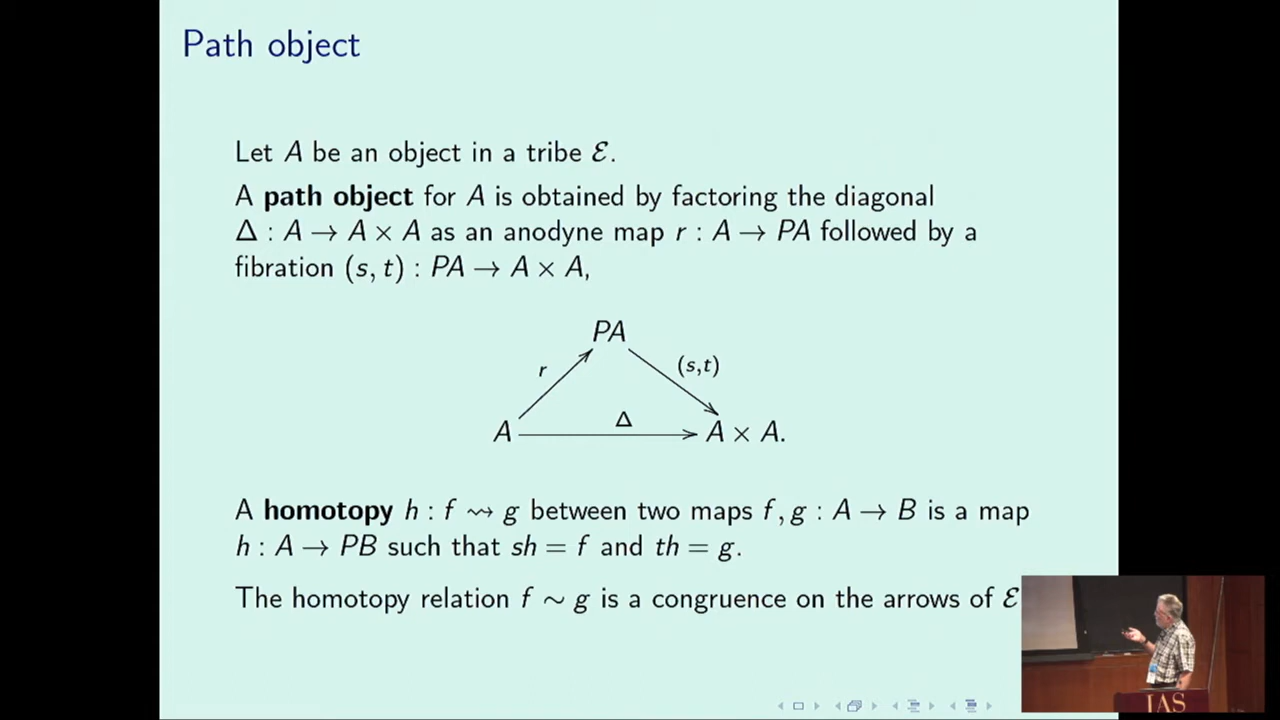 Path object
Let A be an object in a tribe ℰ.
A path object for A is obtained by factoring the diagonal
Δ : A → A × A as an anodyne map r : A → PA followed by a
fibration (s, t) : PA → A × A,
PA
r
(s,t)
Δ
A
A × A.
A homotopy h : f ⇝ g between two maps f, g : A → B is a map
h : A → PB such that sh = f and th = g.
The homotopy relation f ∼ g is a congruence on the arrows of ℰ
IAS